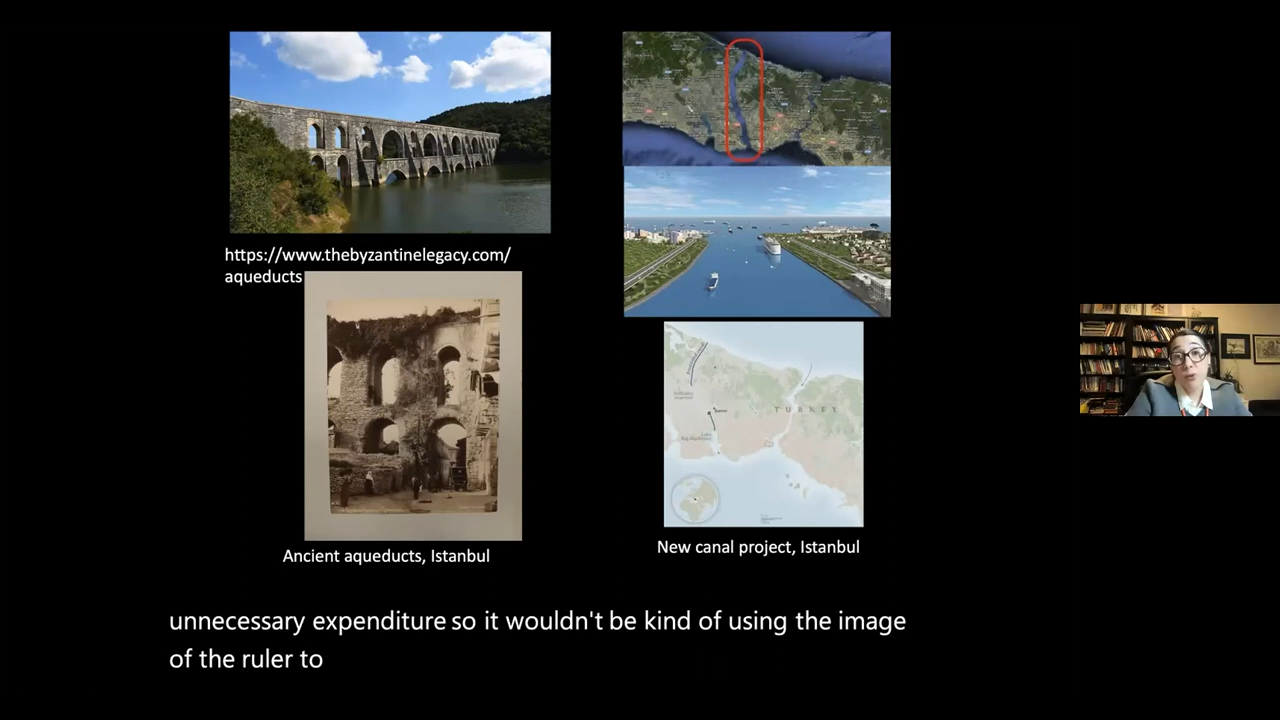 https://www.thebyzantinelegacy.com/
aqueducts
Ancient aqueducts, Istanbul
TURKEY
New canal project, Istanbul
unnecessary expenditure so it wouldn't be kind of using the image
of the ruler to